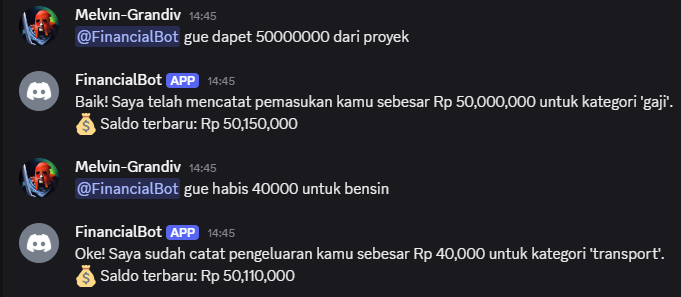 Melvin-Grandiv 14:45
@FinancialBot gue dapet 50000000 dari proyek
FinancialBot APP 14:45
Baik! Saya telah mencatat pemasukan kamu sebesar Rp 50,000,000 untuk kategori 'gaji'.
💰 Saldo terbaru: Rp 50,150,000
Melvin-Grandiv 14:45
@FinancialBot gue habis 40000 untuk bensin
FinancialBot APP 14:45
Oke! Saya sudah catat pengeluaran kamu sebesar Rp 40,000 untuk kategori 'transport'.
💰 Saldo terbaru: Rp 50,110,000